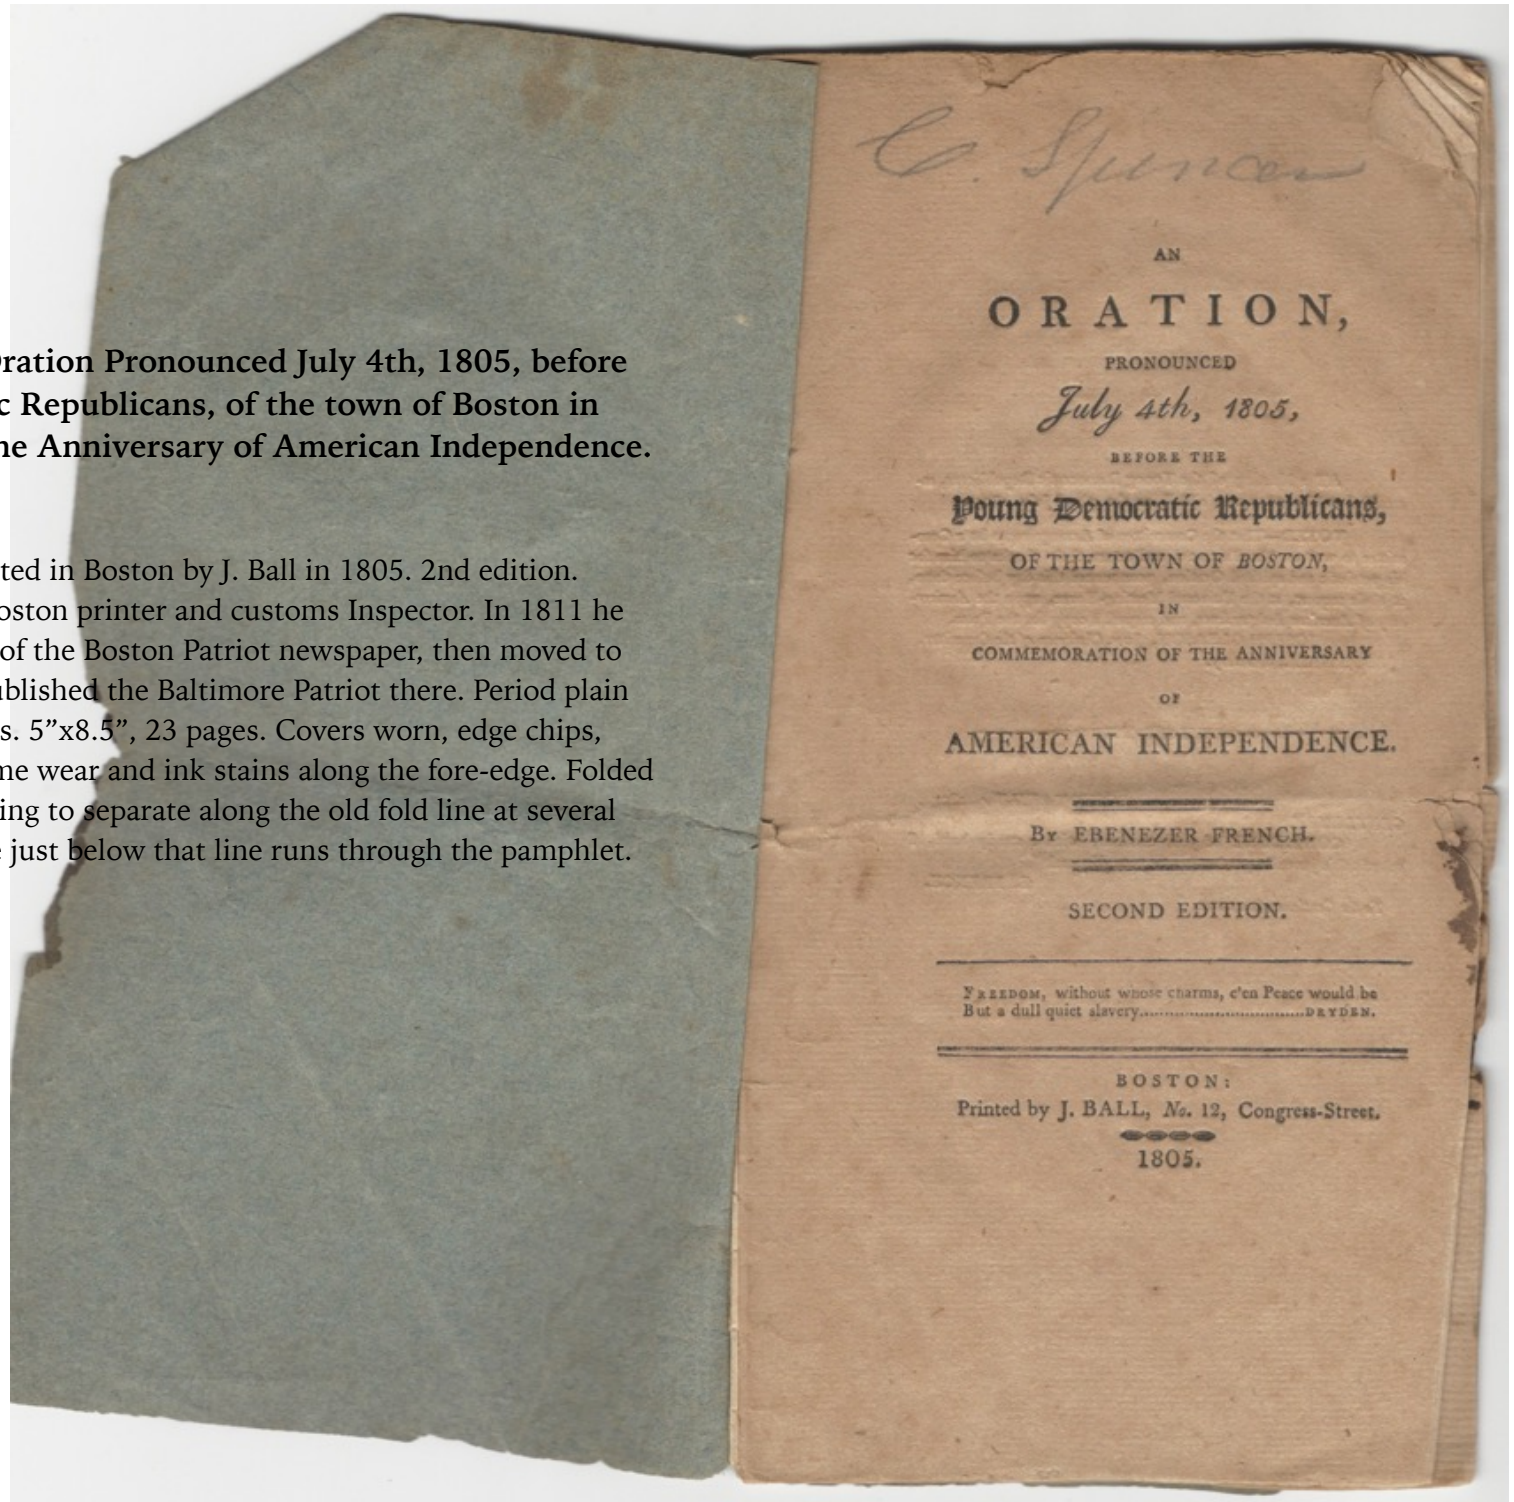 ration Pronounced July 4th, 1805, before
c Republicans, of the town of Boston in
he Anniversary of American Independence.
ted in Boston by J. Ball in 1805. 2nd edition.
oston printer and customs Inspector. In 1811 he
of the Boston Patriot newspaper, then moved to
ublished the Baltimore Patriot there. Period plain
s. 5”x8.5”, 23 pages. Covers worn, edge chips,
me wear and ink stains along the fore-edge. Folded
ing to separate along the old fold line at several
e just below that line runs through the pamphlet.
C. Spencer
AN
ORATION,
PRONOUNCED
July 4th, 1805,
BEFORE THE
Young Democratic Republicans,
OF THE TOWN OF BOSTON,
IN
COMMEMORATION OF THE ANNIVERSARY
OF
AMERICAN INDEPENDENCE.
By EBENEZER FRENCH.
SECOND EDITION.
FREEDOM, without whose charms, e'en Peace would be
But a dull quiet slavery..................................DRYDEN.
BOSTON:
Printed by J. BALL, No. 12, Congress-Street.
1805.